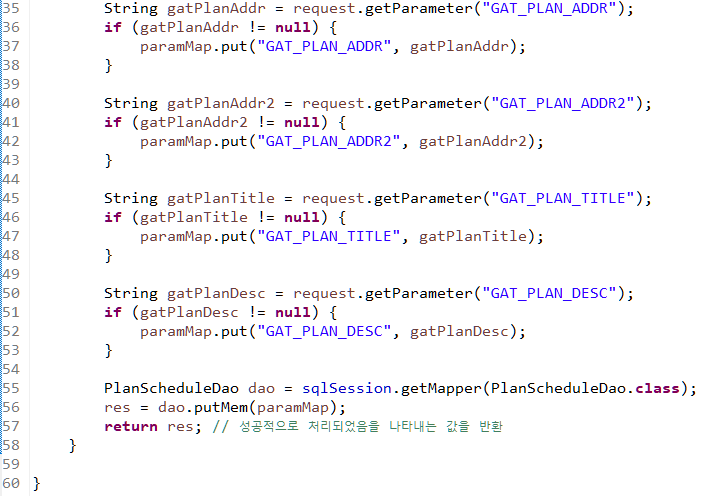 35 String gatPlanAddr = request.getParameter("GAT_PLAN_ADDR");
36 if (gatPlanAddr != null) {
37 paramMap.put("GAT_PLAN_ADDR", gatPlanAddr);
38 }
39
40 String gatPlanAddr2 = request.getParameter("GAT_PLAN_ADDR2");
41 if (gatPlanAddr2 != null) {
42 paramMap.put("GAT_PLAN_ADDR2", gatPlanAddr2);
43 }
44
45 String gatPlanTitle = request.getParameter("GAT_PLAN_TITLE");
46 if (gatPlanTitle != null) {
47 paramMap.put("GAT_PLAN_TITLE", gatPlanTitle);
48 }
49
50 String gatPlanDesc = request.getParameter("GAT_PLAN_DESC");
51 if (gatPlanDesc != null) {
52 paramMap.put("GAT_PLAN_DESC", gatPlanDesc);
53 }
54
55 PlanScheduleDao dao = sqlSession.getMapper(PlanScheduleDao.class);
56 res = dao.putMem(paramMap);
57 return res; // 성공적으로 처리되었음을 나타내는 값을 반환
58 }
59
60 }